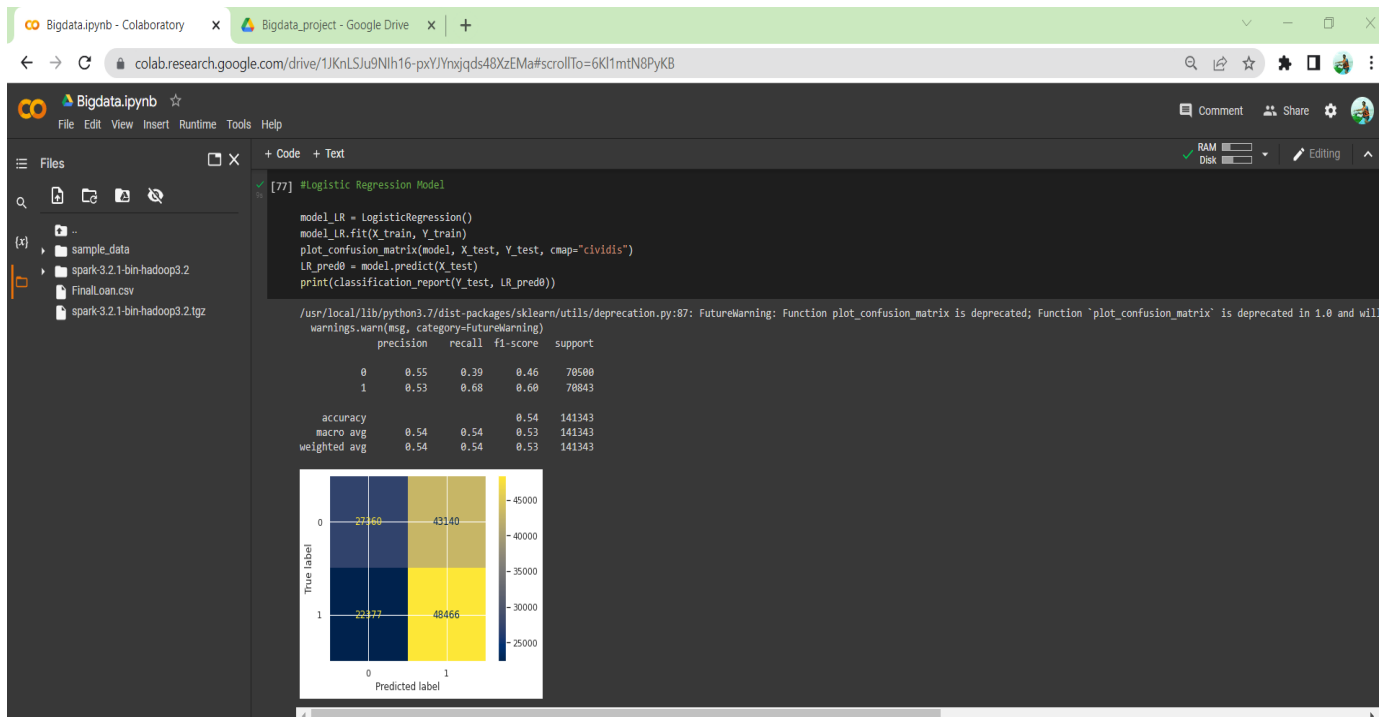 Bigdata.ipynb - Colaboratory
Bigdata_project - Google Drive
colab.research.google.com/drive/1JKnLSJu9NIh16-pxYJYnxjqds48XzEMa#scrollTo=6Kl1mtN8PyKB
Bigdata.ipynb
Comment
Share
File Edit View Insert Runtime Tools Help
Files
+ Code + Text
RAM
Disk
Editing
..
sample_data
spark-3.2.1-bin-hadoop3.2
FinalLoan.csv
spark-3.2.1-bin-hadoop3.2.tgz
{x}
[77] #Logistic Regression Model
model_LR = LogisticRegression()
model_LR.fit(X_train, Y_train)
plot_confusion_matrix(model, X_test, Y_test, cmap="cividis")
LR_pred0 = model.predict(X_test)
print(classification_report(Y_test, LR_pred0))
/usr/local/lib/python3.7/dist-packages/sklearn/utils/deprecation.py:87: FutureWarning: Function plot_confusion_matrix is deprecated; Function `plot_confusion_matrix` is deprecated in 1.0 and will
warnings.warn(msg, category=FutureWarning)
precision recall f1-score support
0 0.55 0.39 0.46 70500
1 0.53 0.68 0.60 70843
accuracy 0.54 141343
macro avg 0.54 0.54 0.53 141343
weighted avg 0.54 0.54 0.53 141343
45000
0 27360 43140
40000
35000
True label
1 22377 48466
30000
25000
0 1
Predicted label